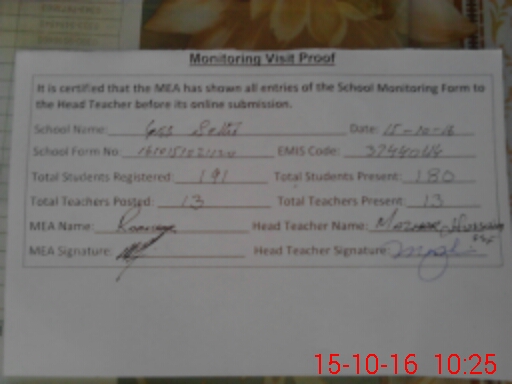 Monitoring Visit Proof
It is certified that the MEA has shown all entries of the School Monitoring Form to
the Head Teacher before its online submission.
School Name: GES Date: 15-10-16
School Form No: EMIS Code:
Total Students Registered: 191 Total Students Present: 180
Total Teachers Posted: 13 Total Teachers Present: 13
MEA Name: Head Teacher Name:
MEA Signature: Head Teacher Signature:
15-10-16 10:25